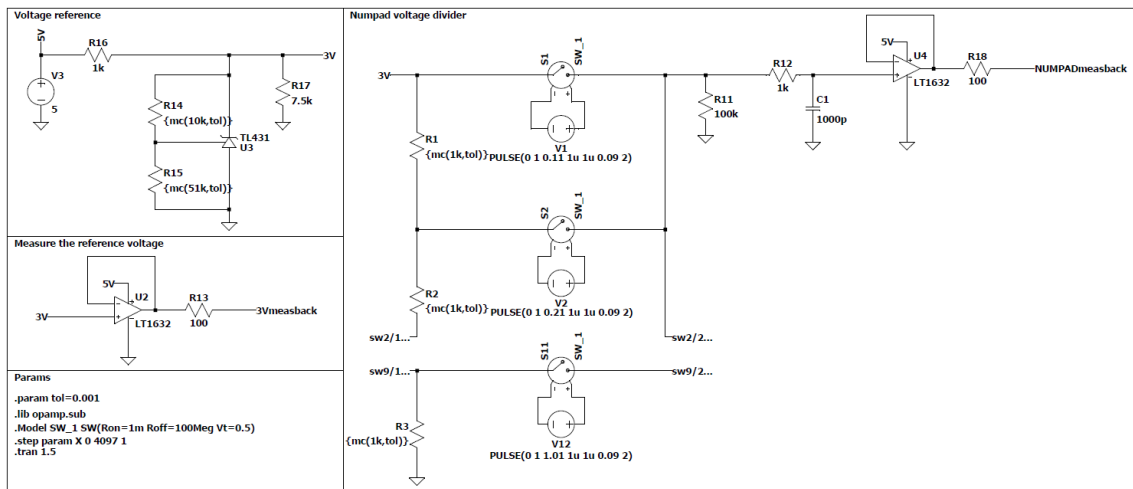 Voltage reference
5V
R16
1k
3V
V3
5
R14
{mc(10k,tol)}
R17
7.5k
TL431
U3
R15
{mc(51k,tol)}
Measure the reference voltage
5V
U2
3V
LT1632
R13
100
3Vmeasback
Params
.param tol=0.001
.lib opamp.sub
.Model SW_1 SW(Ron=1m Roff=100Meg Vt=0.5)
.step param X 0 4097 1
.tran 1.5
Numpad voltage divider
3V
S1
SW_1
V1
PULSE(0 1 0.11 1u 1u 0.09 2)
R1
{mc(1k,tol)}
S2
SW_1
V2
PULSE(0 1 0.21 1u 1u 0.09 2)
R2
{mc(1k,tol)}
sw2/1...
sw2/2...
S11
SW_1
sw9/1...
sw9/2...
R3
{mc(1k,tol)}
V12
PULSE(0 1 1.01 1u 1u 0.09 2)
R11
100k
R12
1k
C1
1000p
5V
U4
LT1632
R18
100
NUMPADmeasback